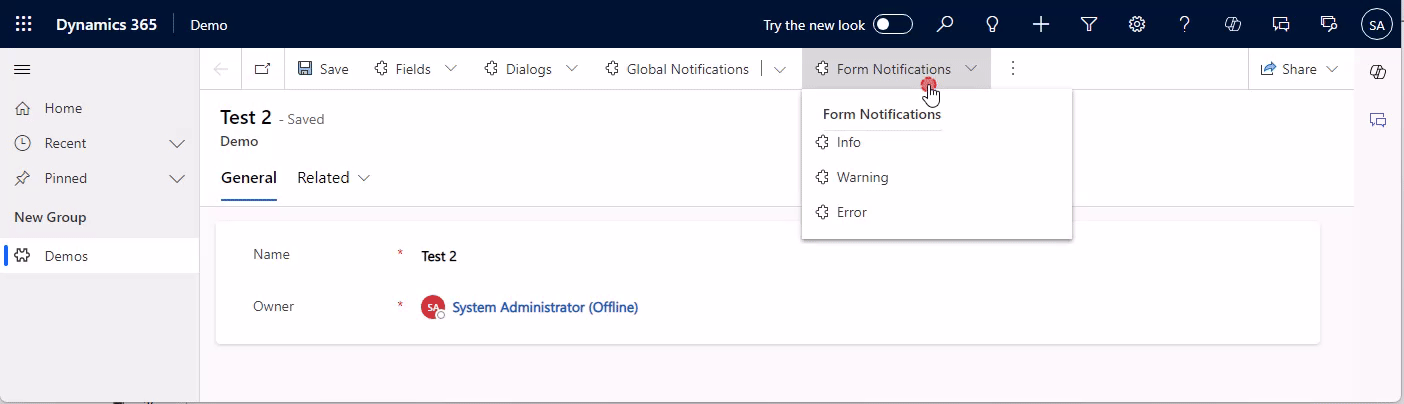 Dynamics 365 Demo Try the new look SA
Save Fields Dialogs Global Notifications Form Notifications Share
Home
Recent
Pinned
New Group
Demos
Test 2 - Saved
Demo
General Related
Form Notifications
Info
Warning
Error
Name * Test 2
Owner * SA System Administrator (Offline)